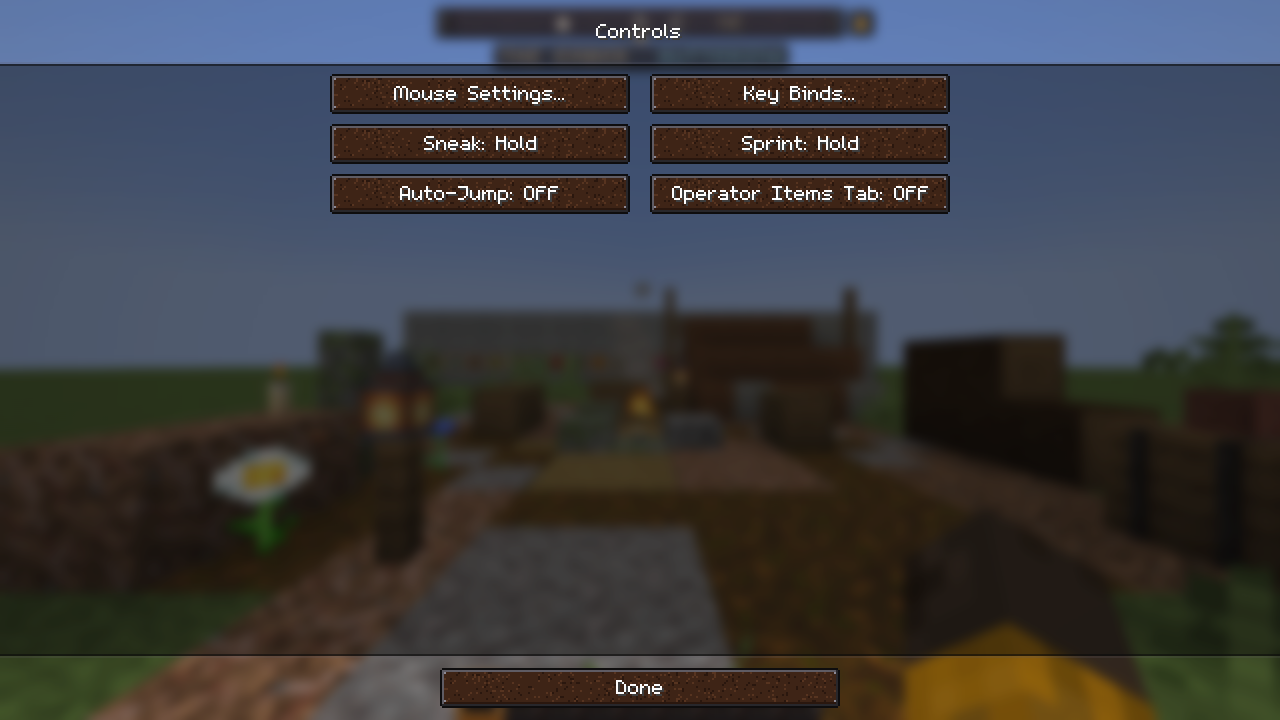 Controls
Mouse Settings...
Key Binds...
Sneak: Hold
Sprint: Hold
Auto-Jump: OFF
Operator Items Tab: OFF
Done